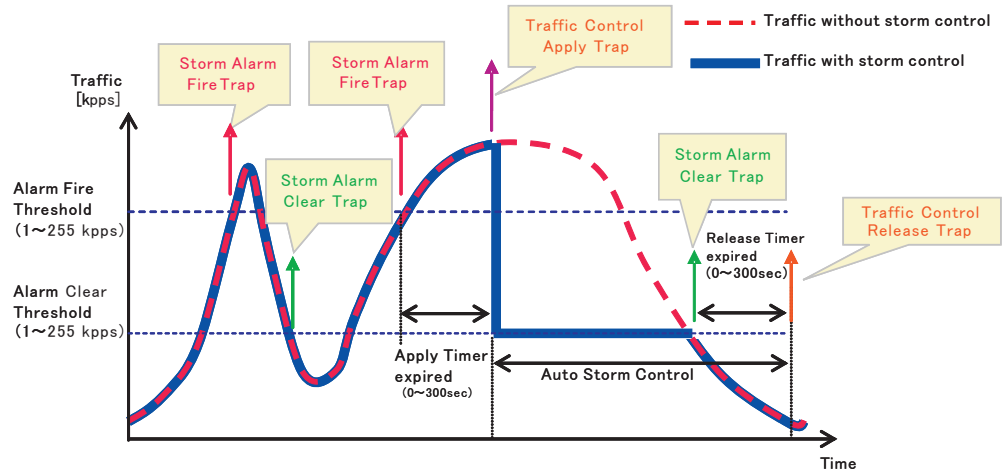 Traffic without storm control
Traffic with storm control
Traffic Control
Apply Trap
Storm Alarm
Fire Trap
Storm Alarm
Fire Trap
Traffic
[kpps]
Storm Alarm
Clear Trap
Storm Alarm
Clear Trap
Alarm Fire
Threshold
(1～255 kpps)
Traffic Control
Release Trap
Release Timer
expired
(0～300sec)
Alarm Clear
Threshold
(1～255 kpps)
Apply Timer
expired
(0～300sec)
Auto Storm Control
Time